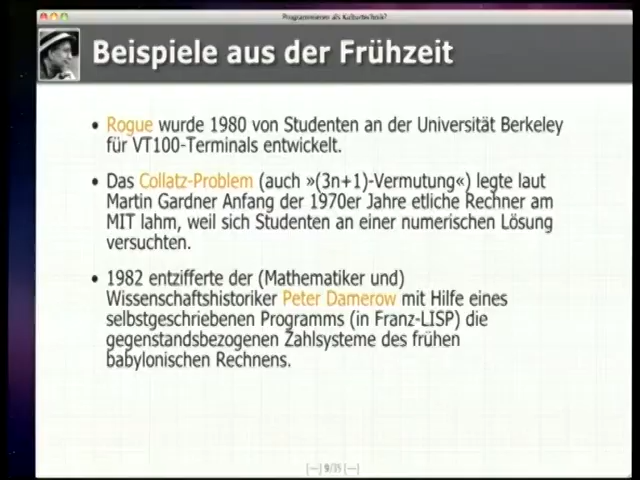 Programmieren als Kulturtechnik?
Beispiele aus der Frühzeit
• Rogue wurde 1980 von Studenten an der Universität Berkeley
für VT100-Terminals entwickelt.
• Das Collatz-Problem (auch »(3n+1)-Vermutung«) legte laut
Martin Gardner Anfang der 1970er Jahre etliche Rechner am
MIT lahm, weil sich Studenten an einer numerischen Lösung
versuchten.
• 1982 entzifferte der (Mathematiker und)
Wissenschaftshistoriker Peter Damerow mit Hilfe eines
selbstgeschriebenen Programms (in Franz-LISP) die
gegenstandsbezogenen Zahlsysteme des frühen
babylonischen Rechnens.
[—] 9/35 [—]